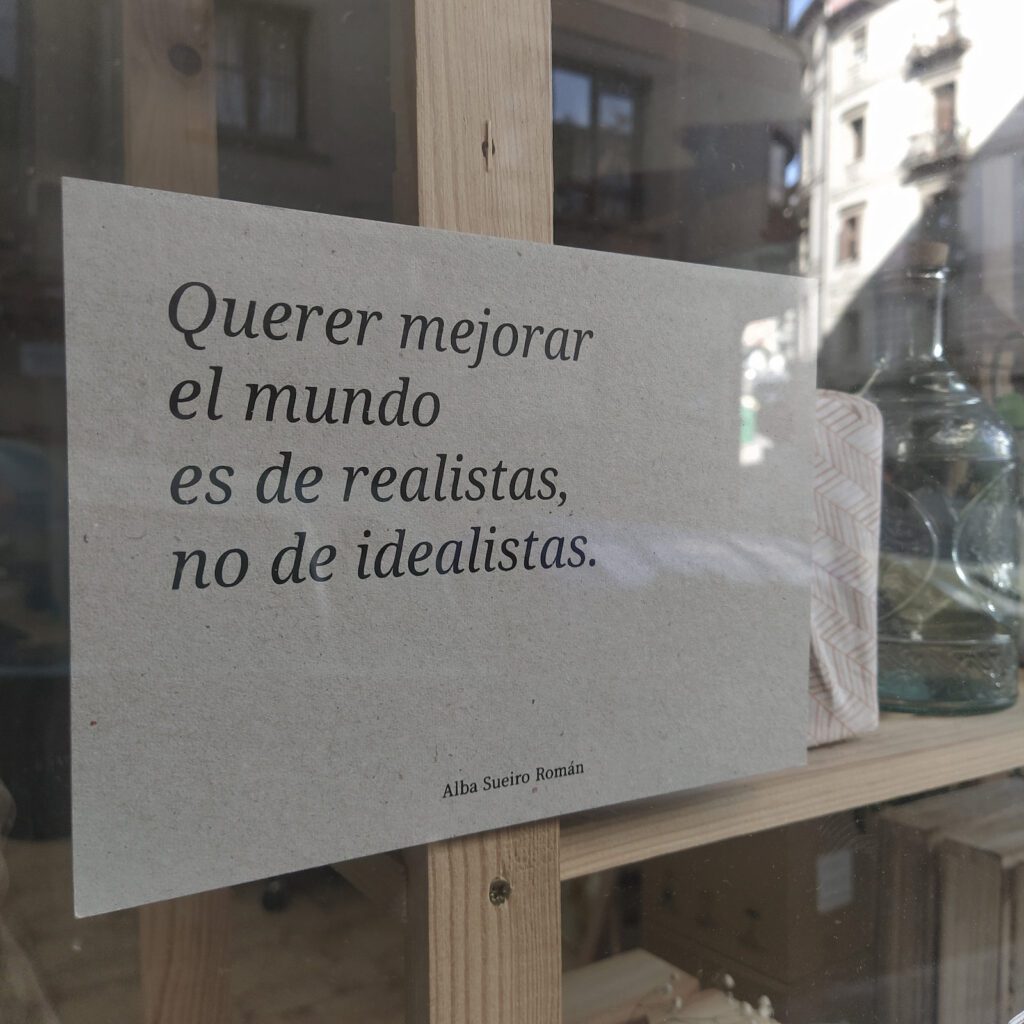 Querer mejorar
el mundo
es de realistas,
no de idealistas.
Alba Sueiro Román